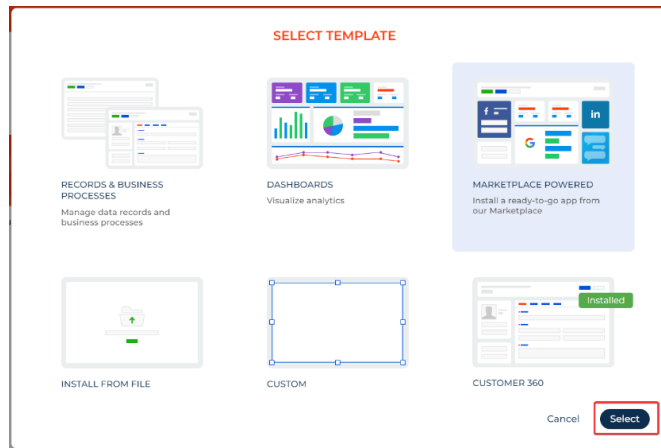 SELECT TEMPLATE
RECORDS & BUSINESS
PROCESSES
Manage data records and
business processes
DASHBOARDS
Visualize analytics
MARKETPLACE POWERED
Install a ready-to-go app from
our Marketplace
f
in
G
INSTALL FROM FILE
CUSTOM
Installed
CUSTOMER 360
Cancel
Select